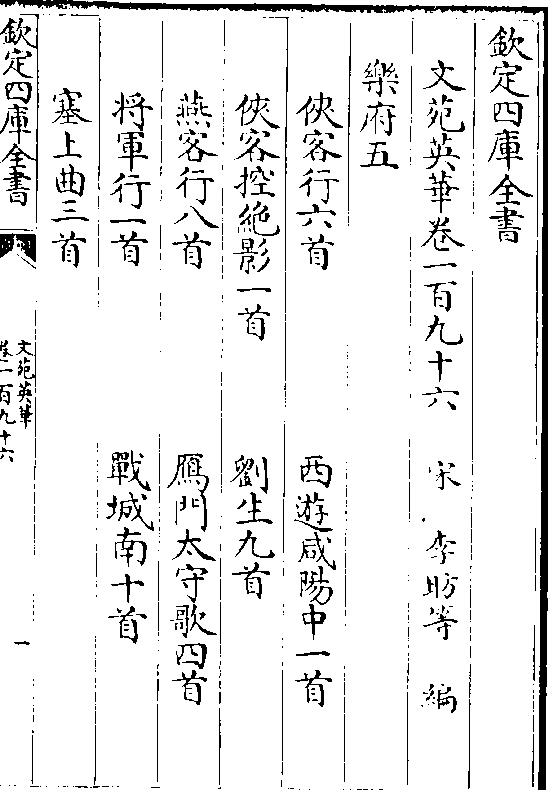 欽定四庫全書
文苑英華卷一百九十六 宋 李昉等 編
樂府五
俠客行六首 西遊咸陽中一首
俠客控絶影一首 劉生九首
燕客行八首 鴈門太守歌四首
將軍行一首 戰城南十首
塞上曲三首
欽定四庫全書
文苑英華
卷一百九十六
一